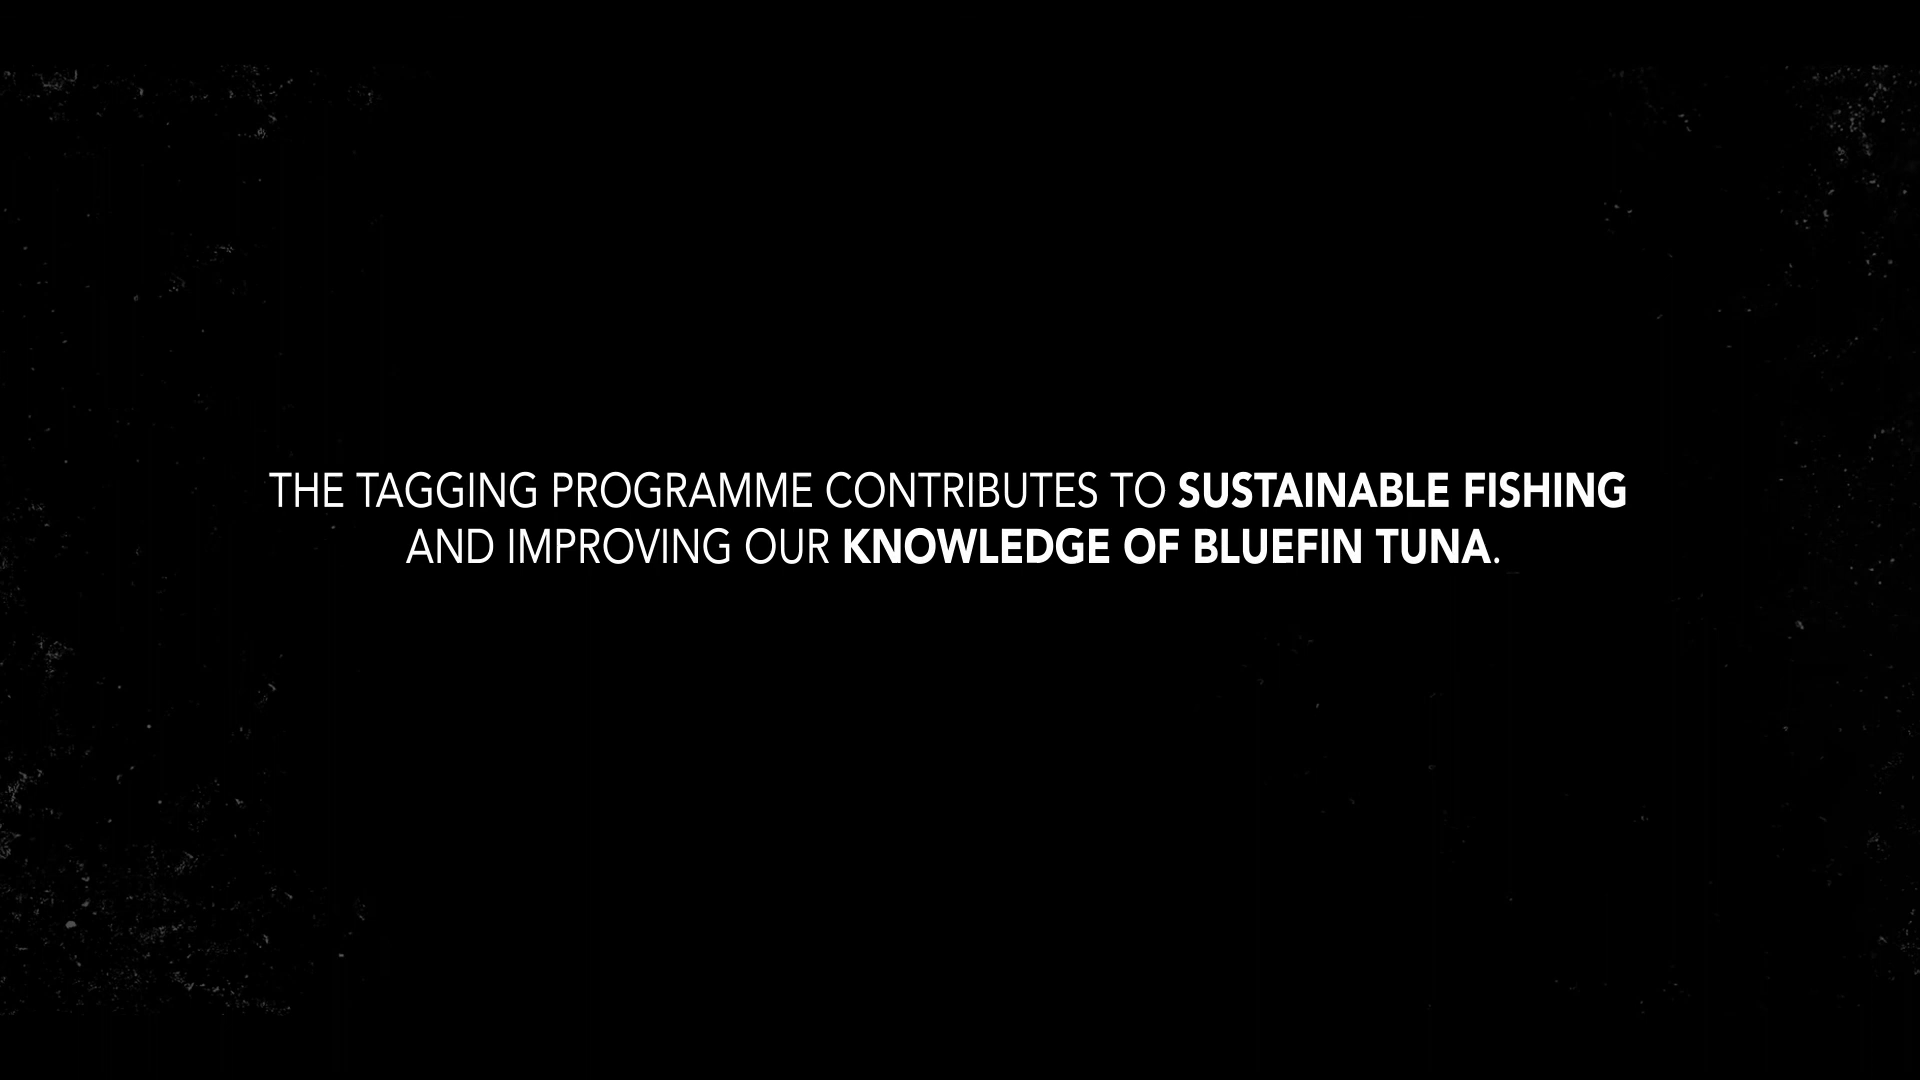 THE TAGGING PROGRAMME CONTRIBUTES TO SUSTAINABLE FISHING
AND IMPROVING OUR KNOWLEDGE OF BLUEFIN TUNA.